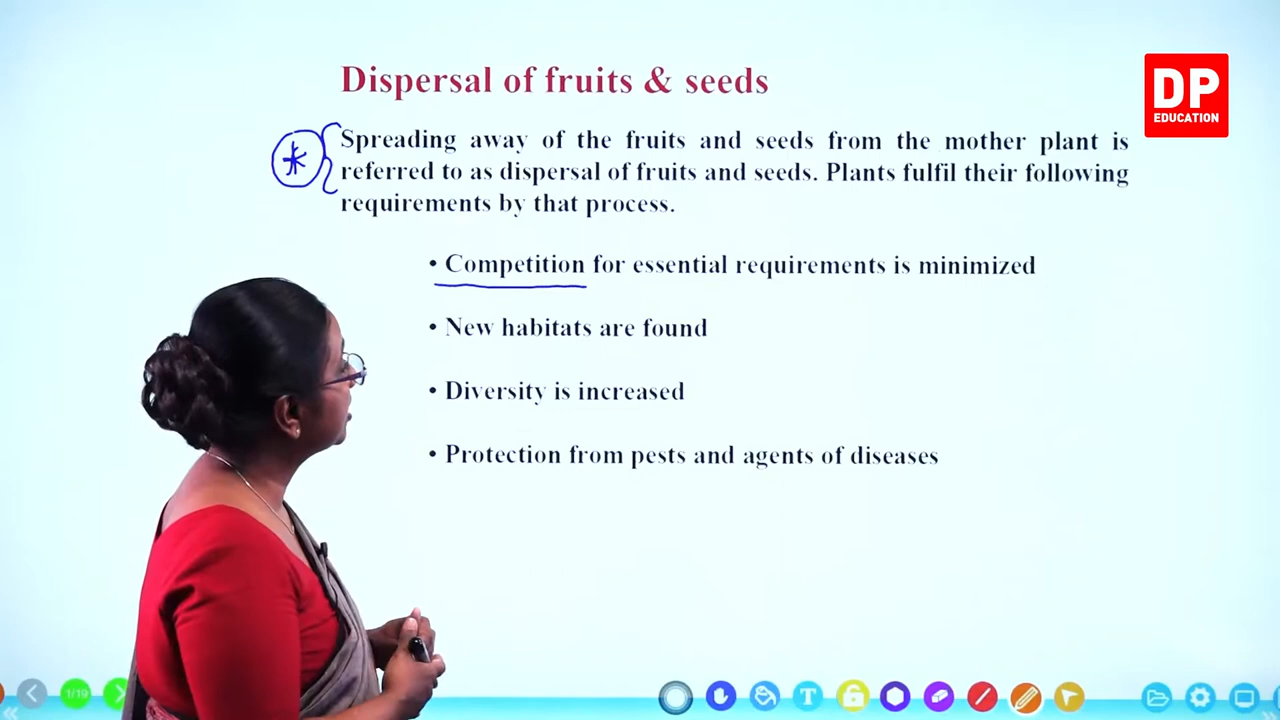 Dispersal of fruits & seeds
DP
EDUCATION
* Spreading away of the fruits and seeds from the mother plant is
referred to as dispersal of fruits and seeds. Plants fulfil their following
requirements by that process.
• Competition for essential requirements is minimized
• New habitats are found
• Diversity is increased
• Protection from pests and agents of diseases
1/19
T